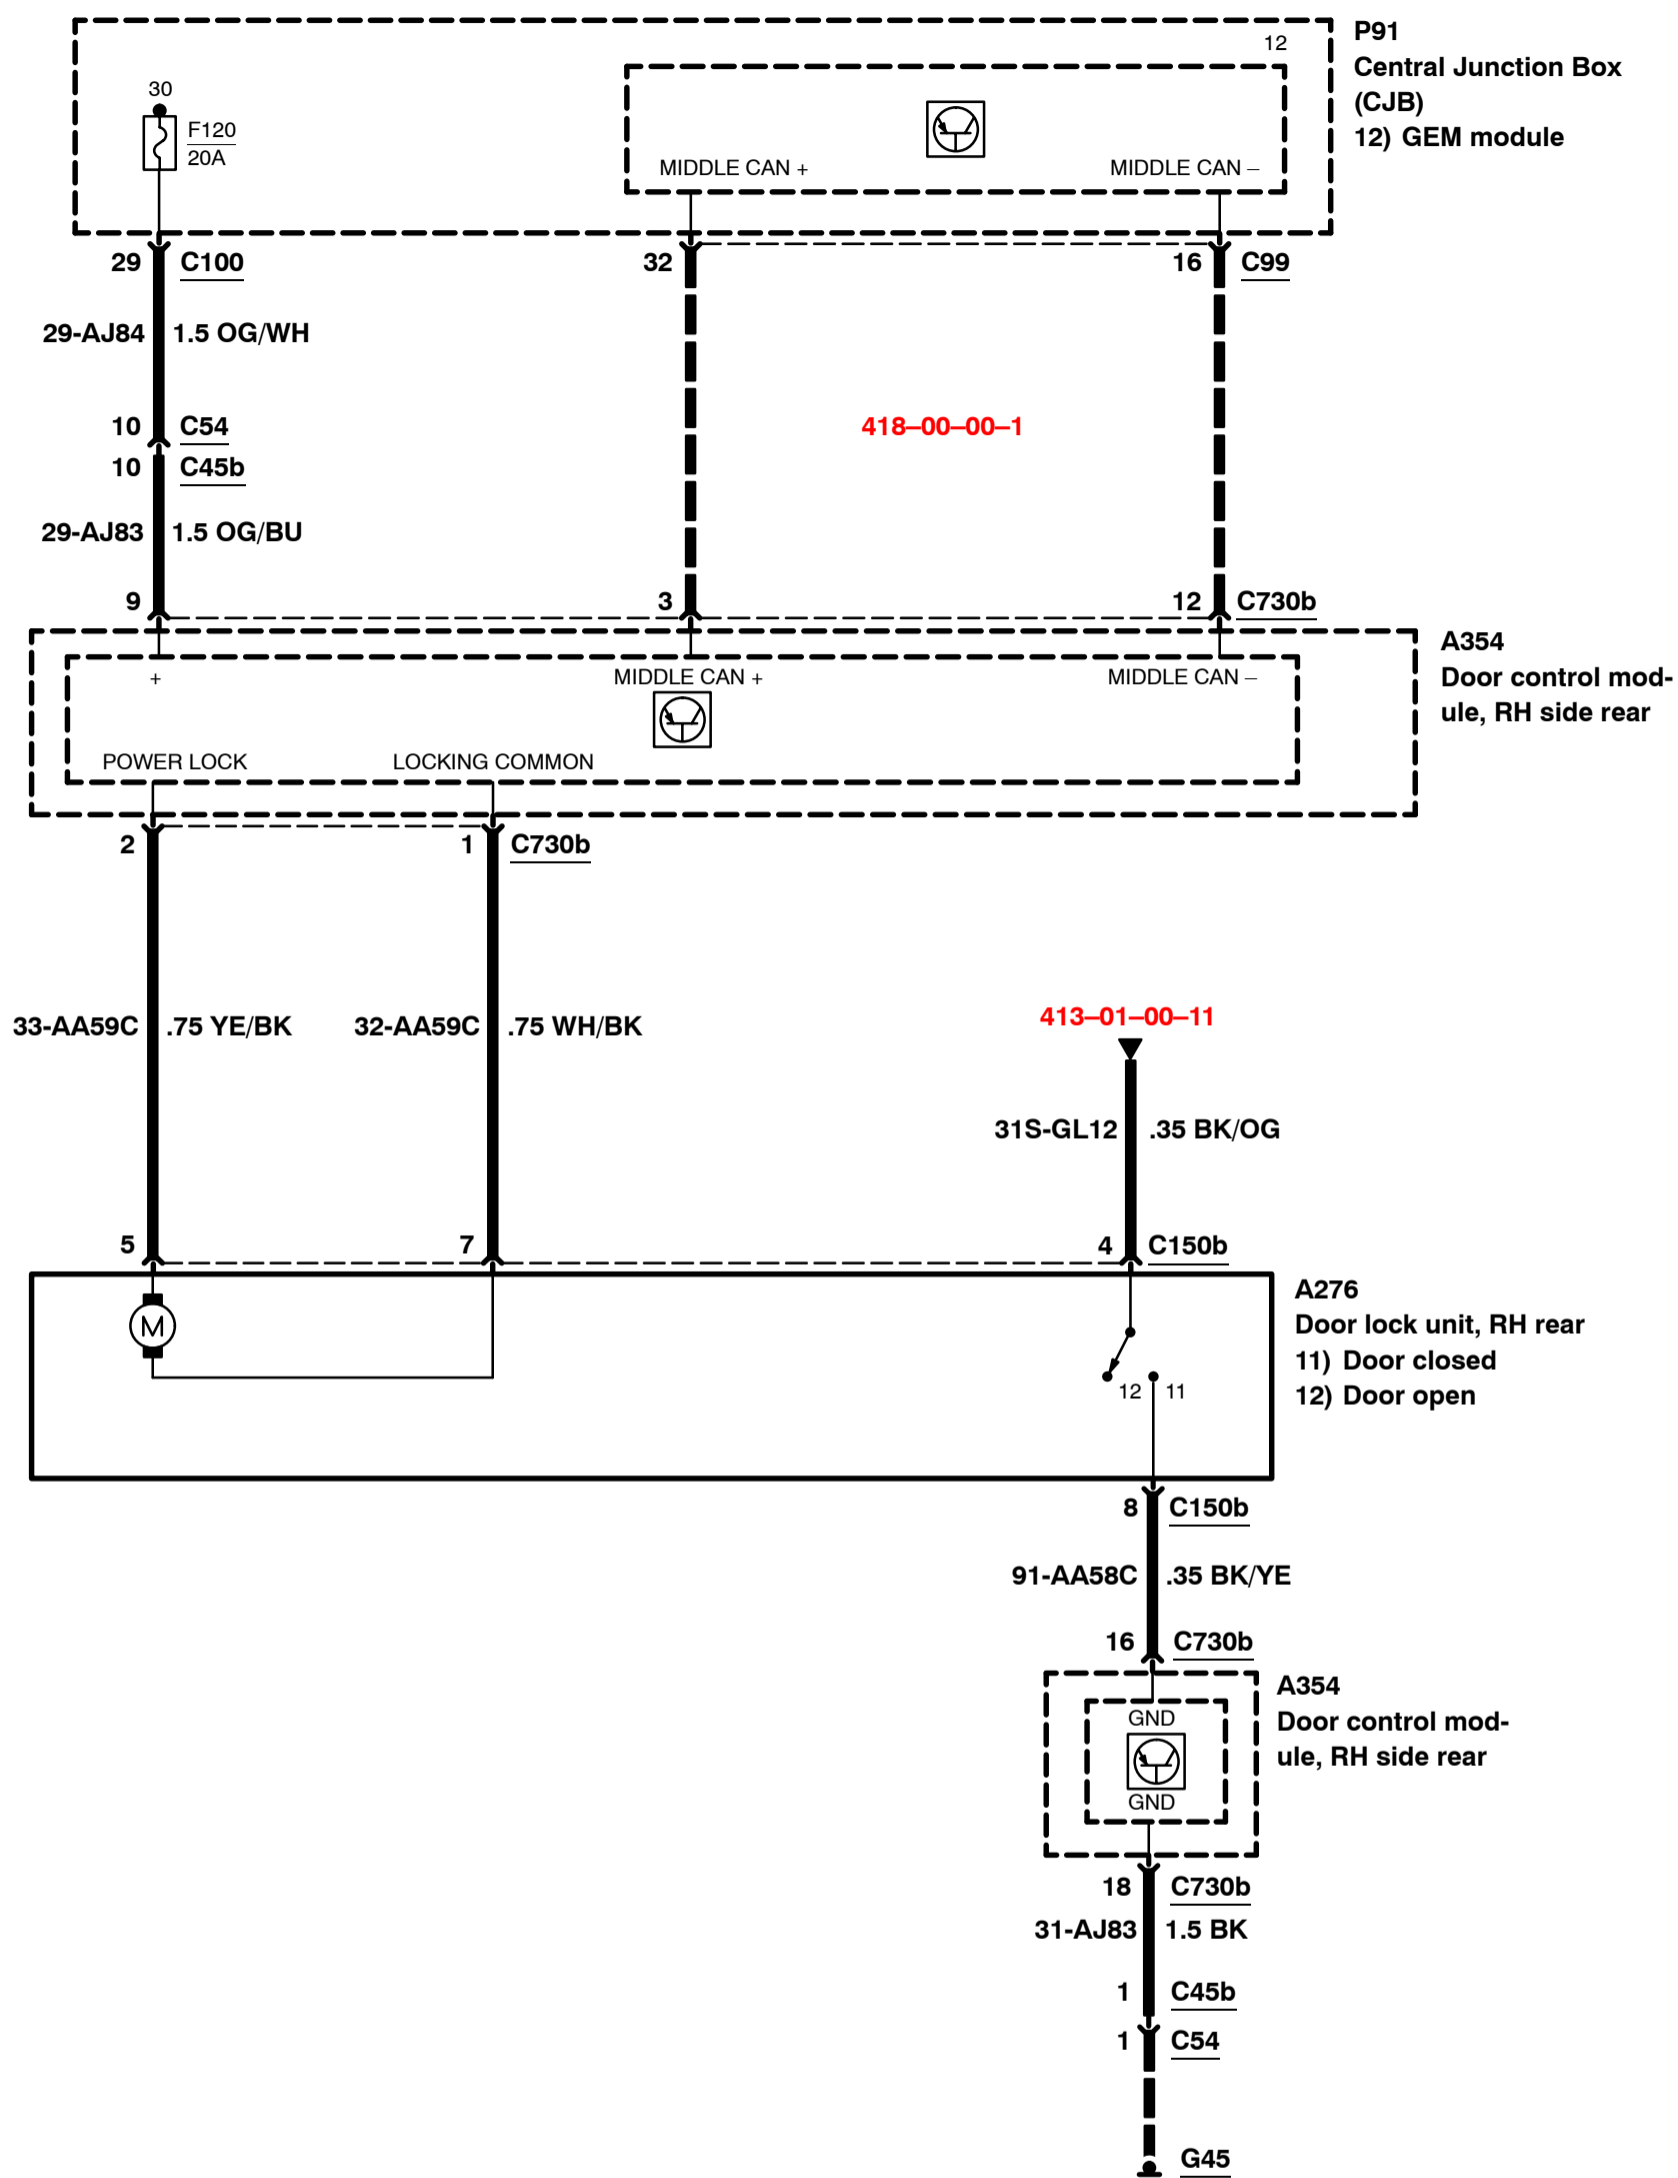 P91
Central Junction Box
(CJB)
12) GEM module
12
30
F120
20A
MIDDLE CAN +
MIDDLE CAN –
29 C100
32
16 C99
29-AJ84 1.5 OG/WH
10 C54
418–00–00–1
10 C45b
29-AJ83 1.5 OG/BU
9
3
12 C730b
A354
Door control mod-
ule, RH side rear
+
MIDDLE CAN +
MIDDLE CAN –
POWER LOCK
LOCKING COMMON
2
1 C730b
33-AA59C .75 YE/BK
32-AA59C .75 WH/BK
413–01–00–11
31S-GL12 .35 BK/OG
5
7
4 C150b
A276
Door lock unit, RH rear
11) Door closed
12) Door open
M
12 11
8 C150b
91-AA58C .35 BK/YE
16 C730b
A354
Door control mod-
ule, RH side rear
GND
GND
18 C730b
31-AJ83 1.5 BK
1 C45b
1 C54
G45